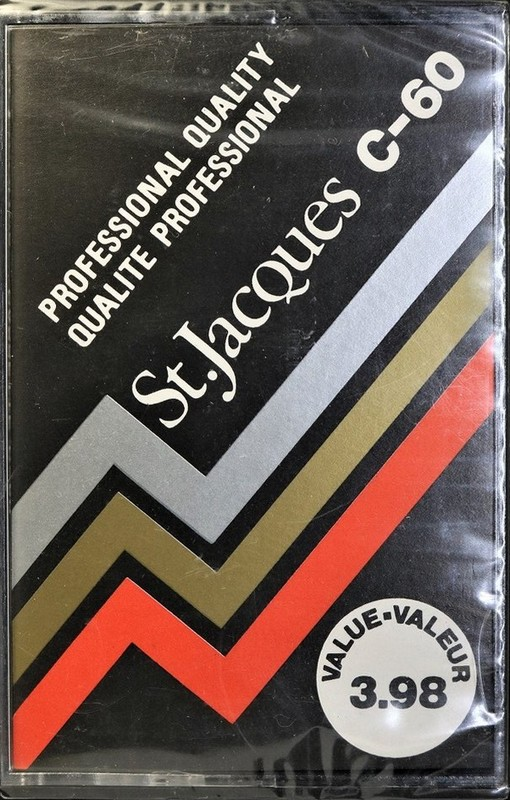 PROFESSIONAL QUALITY
QUALITE PROFESSIONAL
St.Jacques C-60
VALUE-VALEUR
3.98